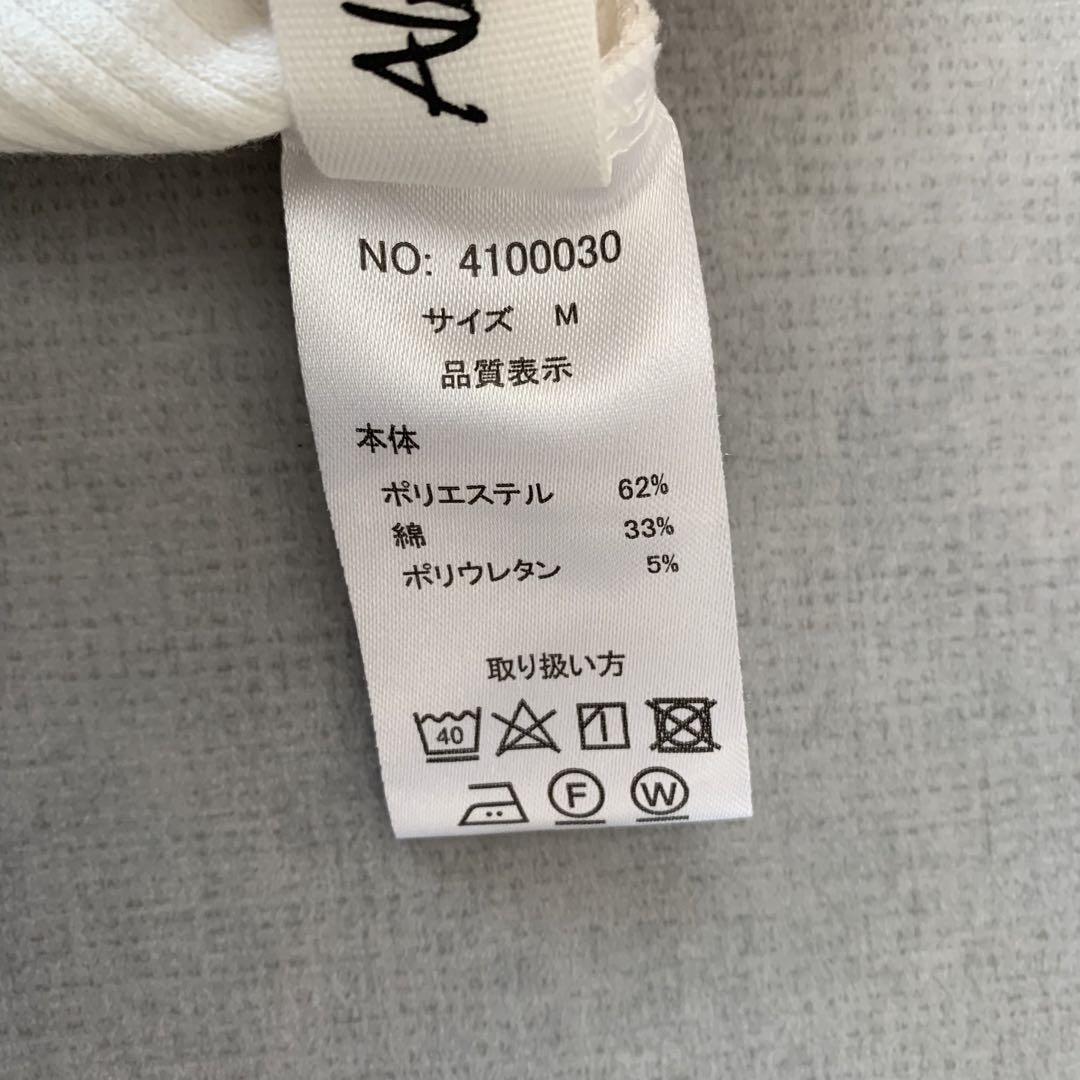 NO: 4100030
サイズ M
品質表示
本体
ポリエステル 62%
綿 33%
ポリウレタン 5%
取り扱い方
40
F W